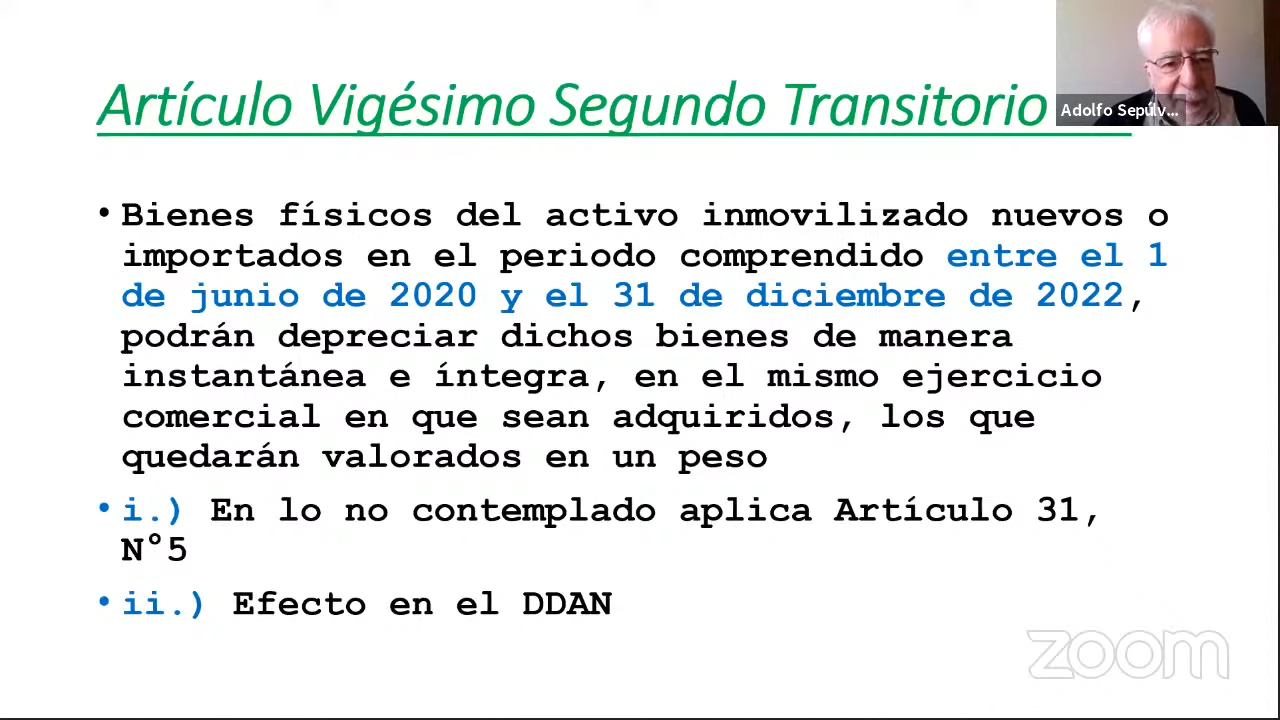 Artículo Vigésimo Segundo Transitorio
Adolfo Sepúlv...
• Bienes físicos del activo inmovilizado nuevos o
importados en el periodo comprendido entre el 1
de junio de 2020 y el 31 de diciembre de 2022,
podrán depreciar dichos bienes de manera
instantánea e íntegra, en el mismo ejercicio
comercial en que sean adquiridos, los que
quedarán valorados en un peso
• i.) En lo no contemplado aplica Artículo 31,
N°5
• ii.) Efecto en el DDAN
zoom